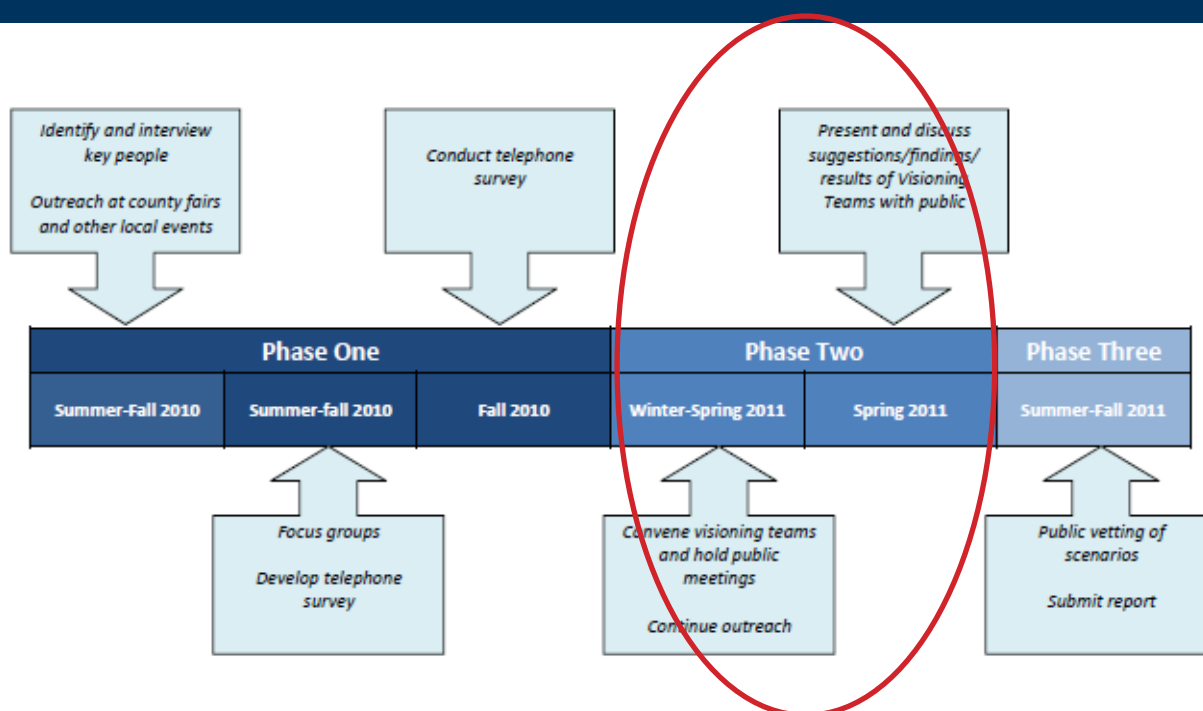 Identify and interview
key people
Outreach at county fairs
and other local events
Conduct telephone
survey
Present and discuss
suggestions/findings/
results of Visioning
Teams with public
Phase One
Phase Two
Phase Three
Summer-Fall 2010
Summer-fall 2010
Fall 2010
Winter-Spring 2011
Spring 2011
Summer-Fall 2011
Focus groups
Develop telephone
survey
Convene visioning teams
and hold public
meetings
Continue outreach
Public vetting of
scenarios
Submit report